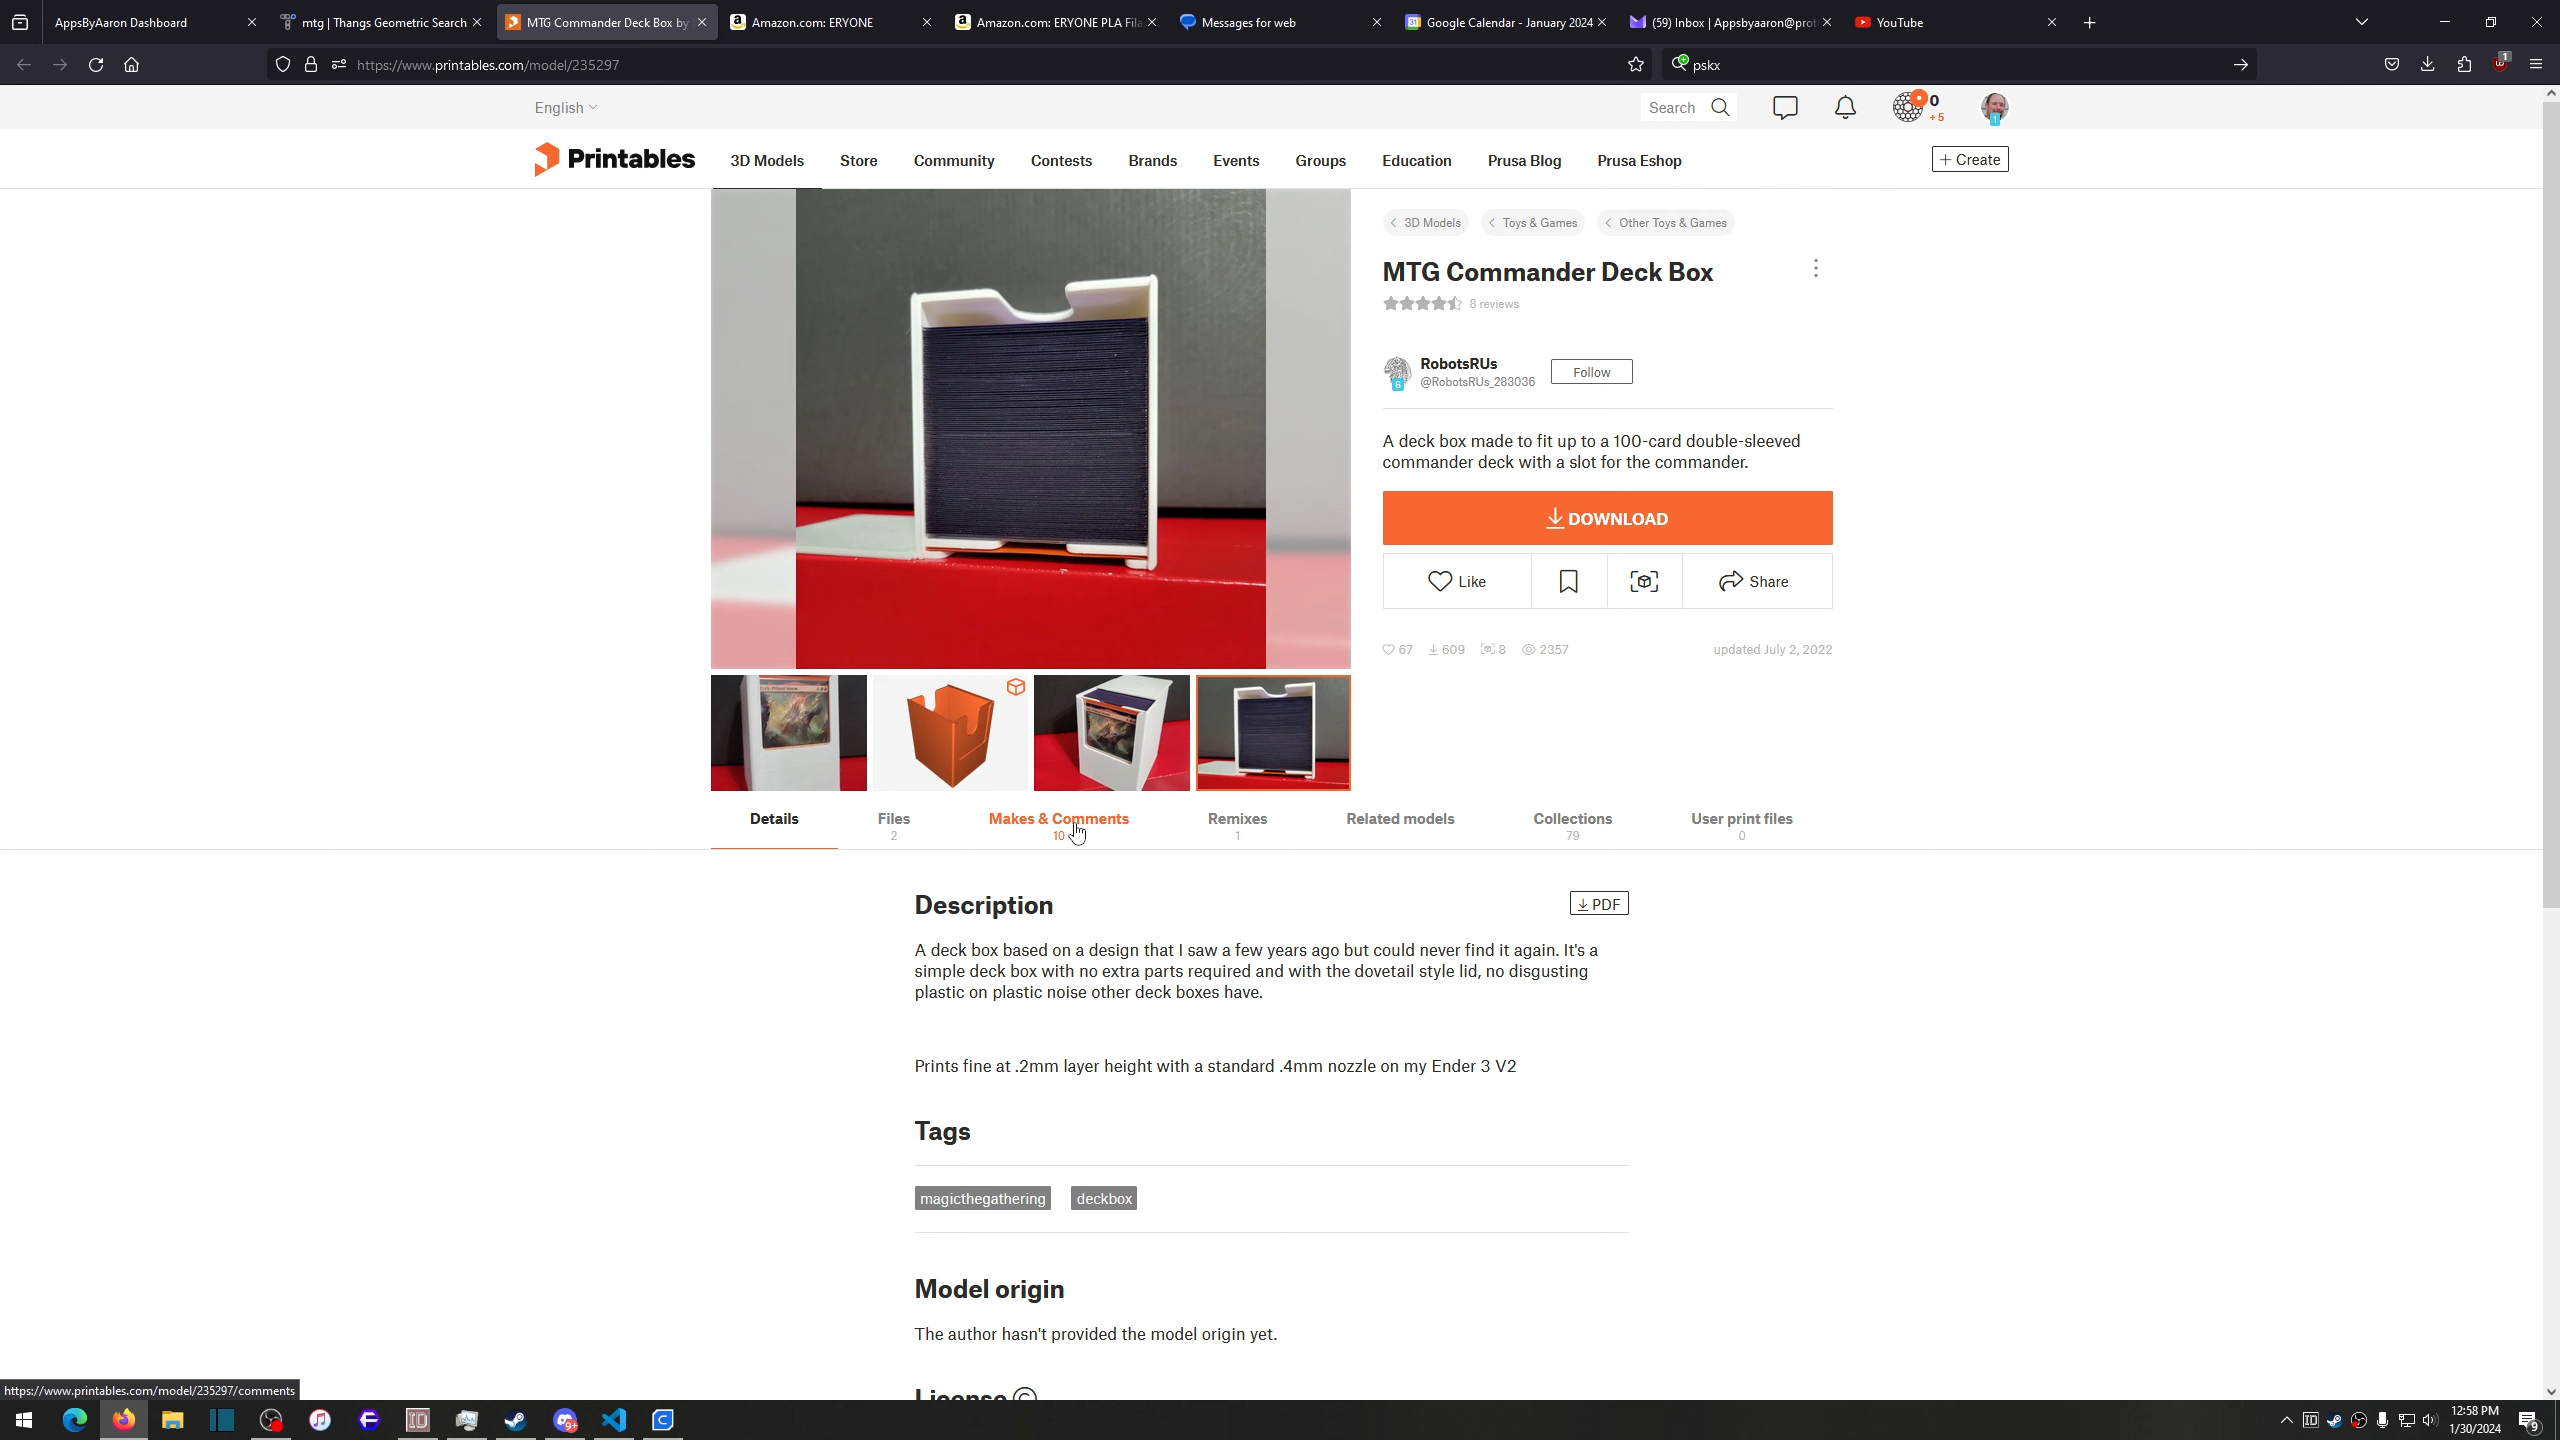 AppsByAaron Dashboard
mtg | Thangs Geometric Search
MTG Commander Deck Box by
Amazon.com: ERYONE
Amazon.com: ERYONE PLA Fila
Messages for web
Google Calendar - January 2024
(59) Inbox | Appsbyaaron@prot
YouTube
https://www.printables.com/model/235297
pskx
1
English
Search
0
+5
1
Printables
3D Models
Store
Community
Contests
Brands
Events
Groups
Education
Prusa Blog
Prusa Eshop
+ Create
3D Models
Toys & Games
Other Toys & Games
MTG Commander Deck Box
8 reviews
RobotsRUs
@RobotsRUs_283036
6
Follow
A deck box made to fit up to a 100-card double-sleeved
commander deck with a slot for the commander.
DOWNLOAD
Like
Share
67
609
8
2357
updated July 2, 2022
Details
Files
2
Makes & Comments
10
Remixes
1
Related models
Collections
79
User print files
0
Description
PDF
A deck box based on a design that I saw a few years ago but could never find it again. It's a
simple deck box with no extra parts required and with the dovetail style lid, no disgusting
plastic on plastic noise other deck boxes have.
Prints fine at .2mm layer height with a standard .4mm nozzle on my Ender 3 V2
Tags
magicthegathering
deckbox
Model origin
The author hasn't provided the model origin yet.
License
https://www.printables.com/model/235297/comments
9+
12:58 PM
1/30/2024
9